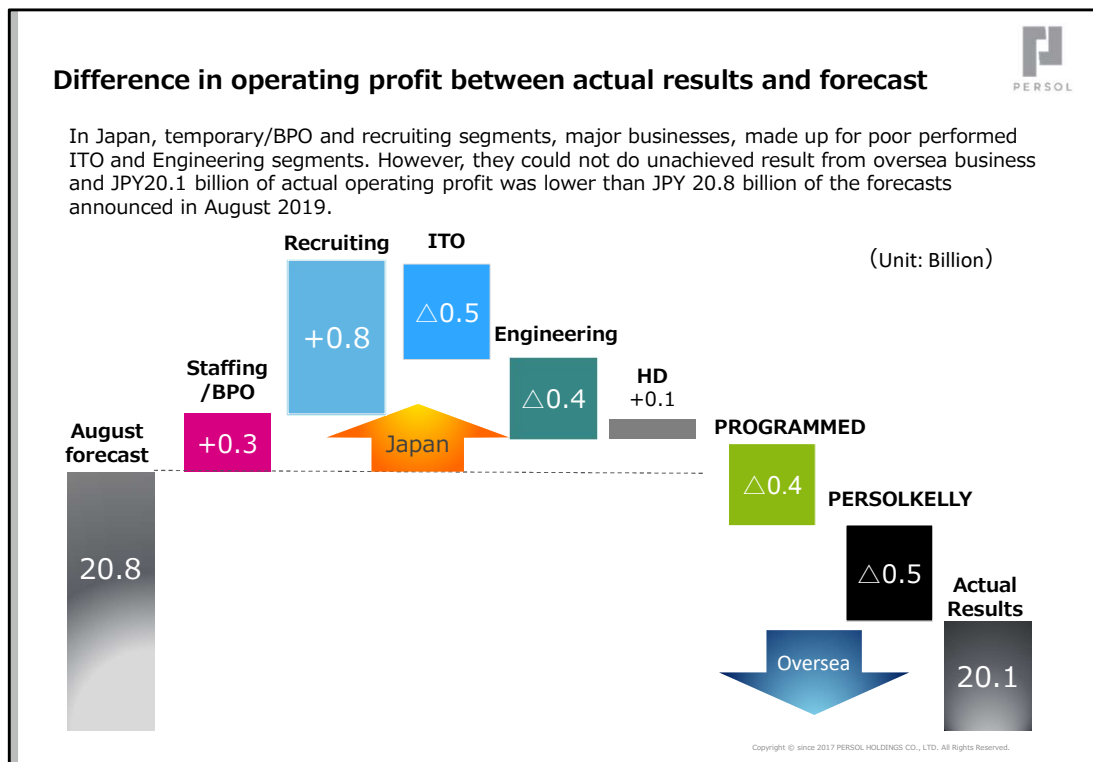 PERSOL
Difference in operating profit between actual results and forecast
In Japan, temporary/BPO and recruiting segments, major businesses, made up for poor performed
ITO and Engineering segments. However, they could not do unachieved result from oversea business
and JPY20.1 billion of actual operating profit was lower than JPY 20.8 billion of the forecasts
announced in August 2019.
(Unit: Billion)
August
forecast
20.8
Staffing
/BPO
+0.3
Recruiting
+0.8
ITO
△0.5
Japan
Engineering
△0.4
HD
+0.1
PROGRAMMED
△0.4
PERSOLKELLY
△0.5
Oversea
Actual
Results
20.1
Copyright © since 2017 PERSOL HOLDINGS CO., LTD. All Rights Reserved.